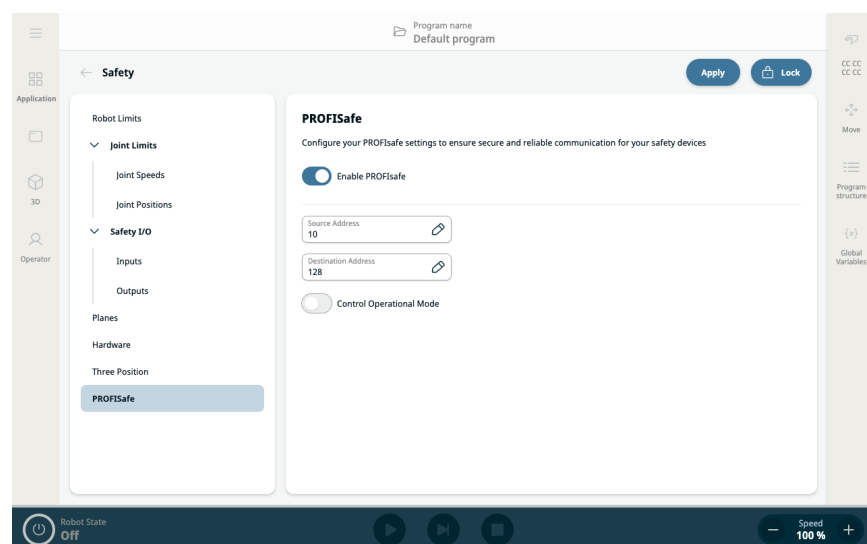 Program name
Default program
Safety
Apply
Lock
Application
3D
Operator
Robot Limits
Joint Limits
Joint Speeds
Joint Positions
Safety I/O
Inputs
Outputs
Planes
Hardware
Three Position
PROFISafe
PROFISafe
Configure your PROFIsafe settings to ensure secure and reliable communication for your safety devices
Enable PROFIsafe
Source Address
10
Destination Address
128
Control Operational Mode
CC CC
CC CC
Move
Program
structure
Global
Variables
Robot State
Off
Speed
100 %